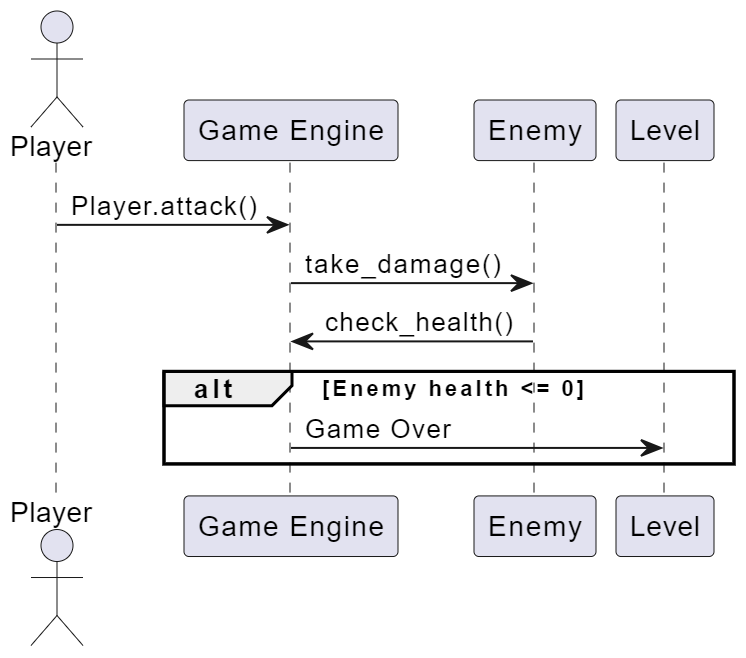 Player
Game Engine
Enemy
Level
Player.attack()
take_damage()
check_health()
alt
[Enemy health <= 0]
Game Over
Player
Game Engine
Enemy
Level